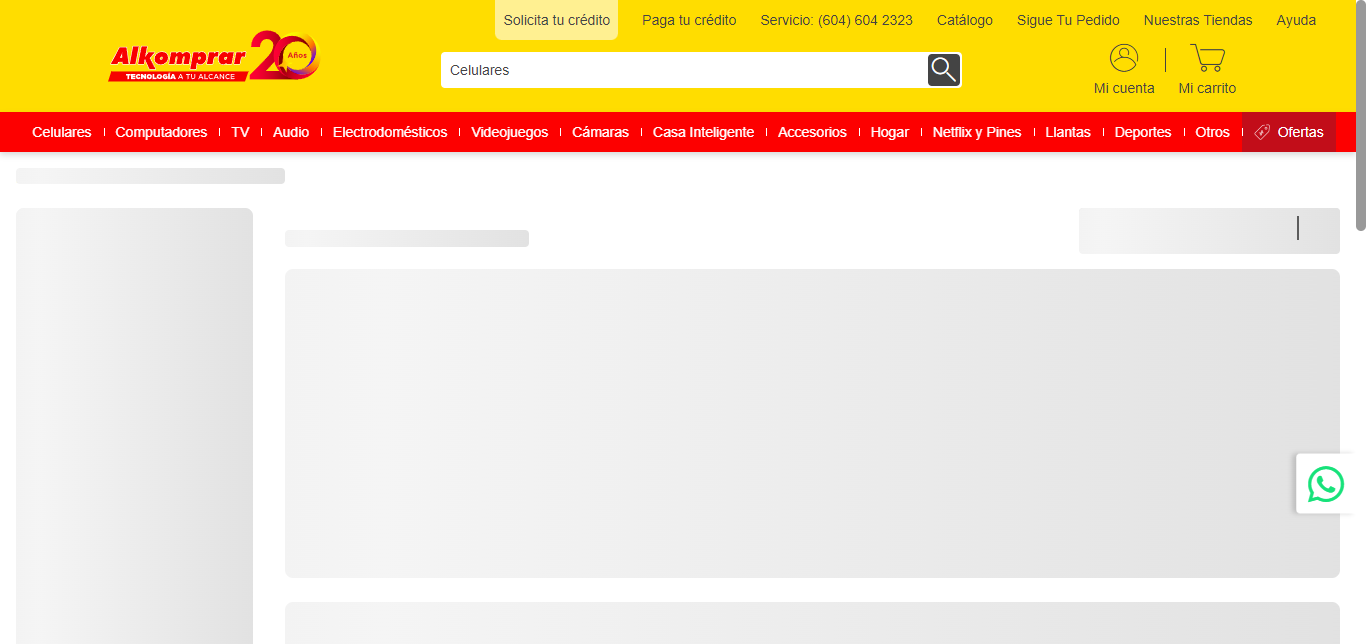 Solicita tu crédito
Paga tu crédito
Servicio: (604) 604 2323
Catálogo
Sigue Tu Pedido
Nuestras Tiendas
Ayuda
Alkomprar 20 Años
TECNOLOGÍA A TU ALCANCE
Celulares
Mi cuenta
Mi carrito
Celulares
Computadores
TV
Audio
Electrodomésticos
Videojuegos
Cámaras
Casa Inteligente
Accesorios
Hogar
Netflix y Pines
Llantas
Deportes
Otros
Ofertas